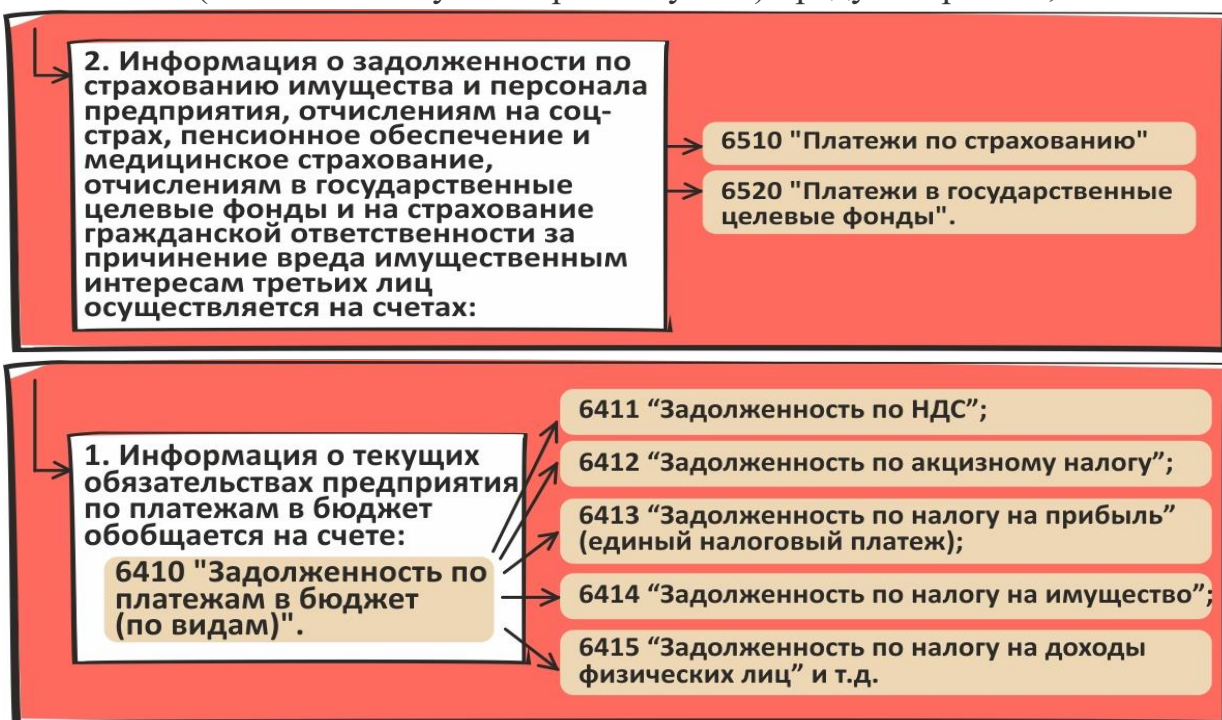 2. Информация о задолженности по
страхованию имущества и персонала
предприятия, отчислениям на соц-
страх, пенсионное обеспечение и
медицинское страхование,
отчислениям в государственные
целевые фонды и на страхование
гражданской ответственности за
причинение вреда имущественным
интересам третьих лиц
осуществляется на счетах:
6510 "Платежи по страхованию"
6520 "Платежи в государственные
целевые фонды".
1. Информация о текущих
обязательствах предприятия
по платежам в бюджет
обобщается на счете:
6410 "Задолженность по
платежам в бюджет
(по видам)".
6411 “Задолженность по НДС”;
6412 “Задолженность по акцизному налогу”;
6413 “Задолженность по налогу на прибыль”
(единый налоговый платеж);
6414 “Задолженность по налогу на имущество”;
6415 “Задолженность по налогу на доходы
физических лиц” и т.д.